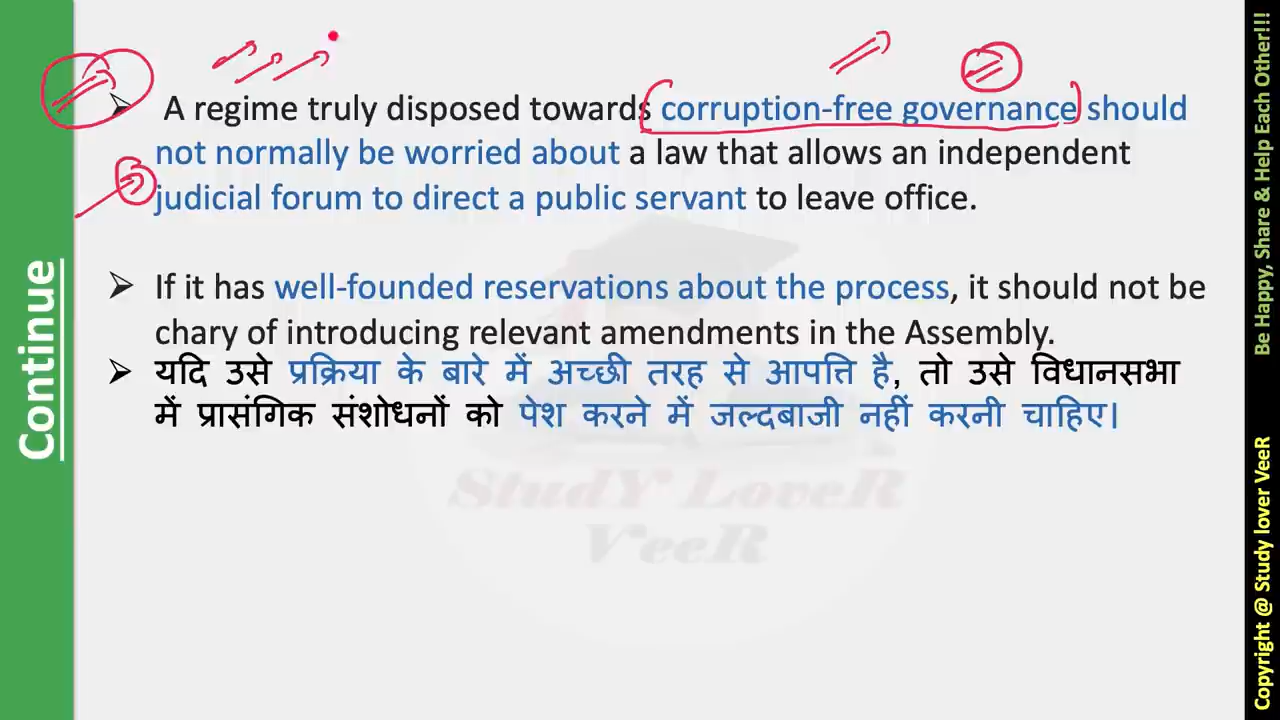 A regime truly disposed towards corruption-free governance should
not normally be worried about a law that allows an independent
judicial forum to direct a public servant to leave office.
If it has well-founded reservations about the process, it should not be
chary of introducing relevant amendments in the Assembly.
यदि उसे प्रक्रिया के बारे में अच्छी तरह से आपत्ति है, तो उसे विधानसभा
में प्रासंगिक संशोधनों को पेश करने में जल्दबाजी नहीं करनी चाहिए।
Continue
StudY LoveR
VeeR
Be Happy, Share & Help Each Other!!!
Copyright @ Study lover VeeR